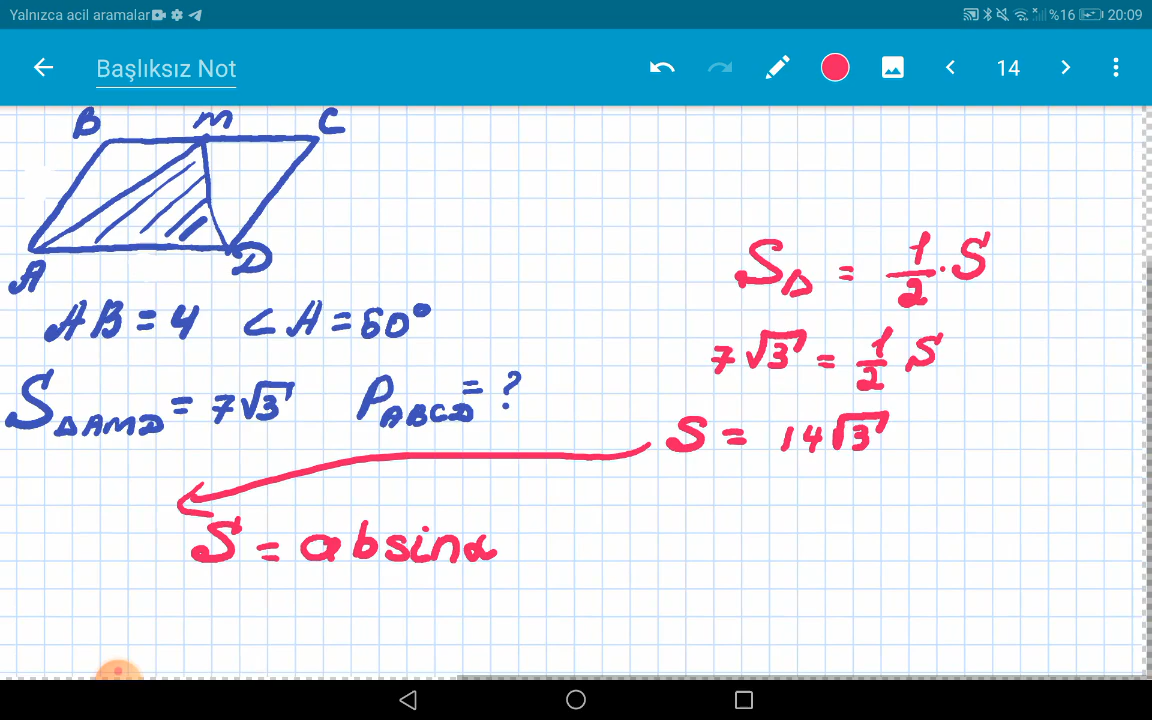 Yalnızca acil aramalar %16 20:09
Başlıksız Not 14
B M C
A D
AB = 4 < A = 60°
S△AMD = 7√3 PABCD = ?
S△ = 1/2 · S
7√3 = 1/2 S
S = 14√3
S = absinα